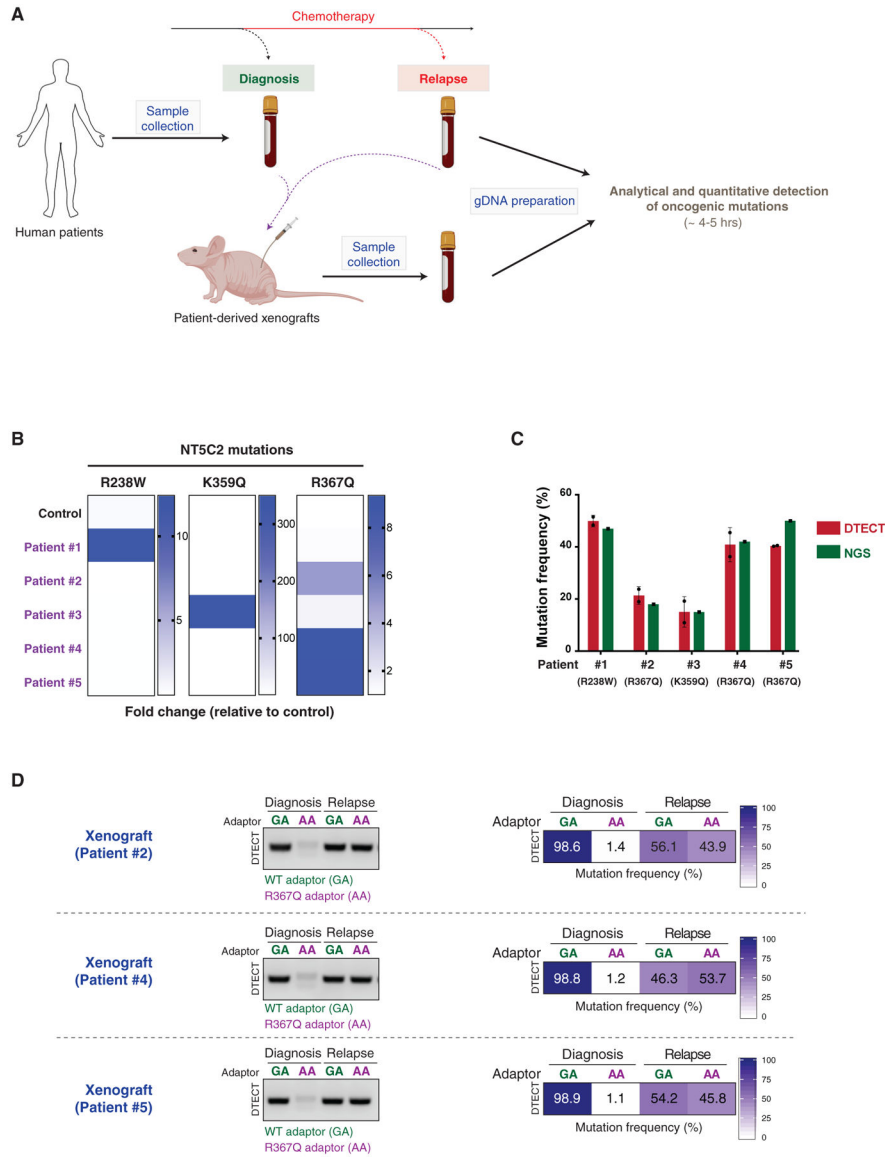 A
Chemotherapy
Diagnosis
Relapse
Sample
collection
Human patients
gDNA preparation
Analytical and quantitative detection
of oncogenic mutations
(~ 4-5 hrs)
Sample
collection
Patient-derived xenografts
B
NT5C2 mutations
R238W K359Q R367Q
Control
Patient #1
Patient #2
Patient #3
Patient #4
Patient #5
10
5
300
200
100
8
6
4
2
Fold change (relative to control)
C
Mutation frequency (%)
60
40
20
0
DTECT
NGS
Patient #1 #2 #3 #4 #5
(R238W) (R367Q) (K359Q) (R367Q) (R367Q)
D
Xenograft
(Patient #2)
Diagnosis Relapse
Adaptor GA AA GA AA
DTECT
WT adaptor (GA)
R367Q adaptor (AA)
Diagnosis Relapse
Adaptor GA AA GA AA
DTECT 98.6 1.4 56.1 43.9
Mutation frequency (%)
100
75
50
25
0
Xenograft
(Patient #4)
Diagnosis Relapse
Adaptor GA AA GA AA
DTECT
WT adaptor (GA)
R367Q adaptor (AA)
Diagnosis Relapse
Adaptor GA AA GA AA
DTECT 98.8 1.2 46.3 53.7
Mutation frequency (%)
100
75
50
25
0
Xenograft
(Patient #5)
Diagnosis Relapse
Adaptor GA AA GA AA
DTECT
WT adaptor (GA)
R367Q adaptor (AA)
Diagnosis Relapse
Adaptor GA AA GA AA
DTECT 98.9 1.1 54.2 45.8
Mutation frequency (%)
100
75
50
25
0